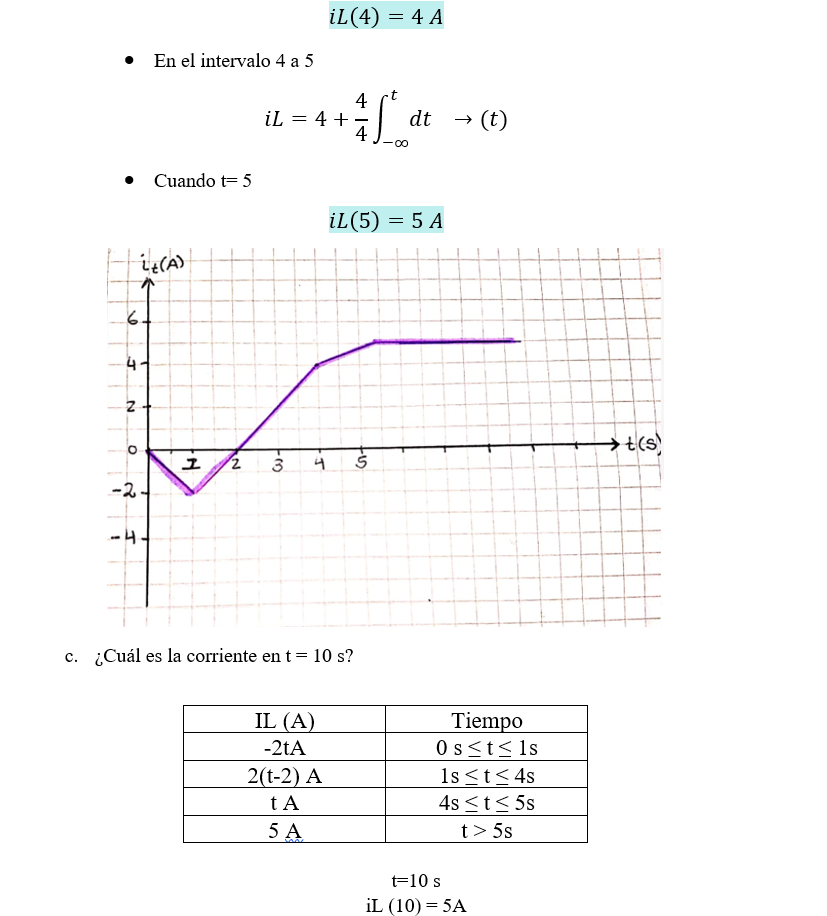 iL(4) = 4 A
• En el intervalo 4 a 5
iL = 4 + 4/4 ∫_{-∞}^{t} dt → (t)
• Cuando t= 5
iL(5) = 5 A
it(A)
6
4
2
0
1 2 3 4 5 t(s)
-2
-4
c. ¿Cuál es la corriente en t = 10 s?
IL (A) Tiempo
-2tA 0 s ≤ t ≤ 1s
2(t-2) A 1s ≤ t ≤ 4s
t A 4s ≤ t ≤ 5s
5 A t > 5s
t=10 s
iL (10) = 5A